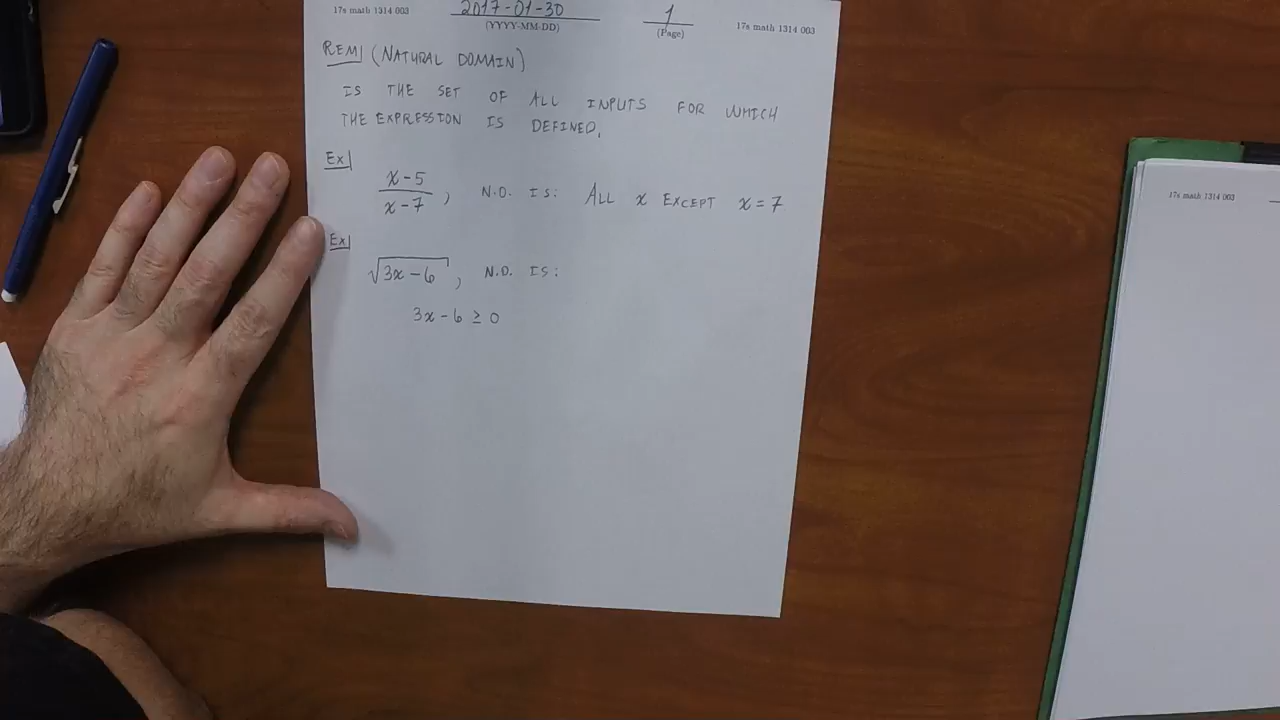 17s math 1314 003 2017-01-30 1 17s math 1314 003
(YYYY-MM-DD) (Page)
REM (NATURAL DOMAIN)
IS THE SET OF ALL INPUTS FOR WHICH
THE EXPRESSION IS DEFINED.
Ex
x-5
x-7 , N.D. IS: ALL x EXCEPT x=7
Ex
√3x-6 , N.D. IS:
3x-6 ≥ 0
17s math 1314 003